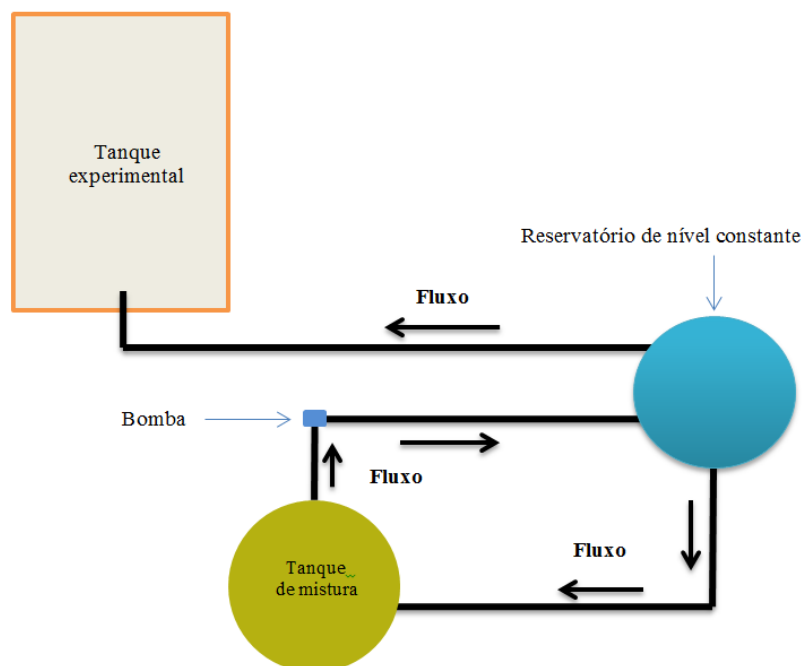 Tanque
experimental
Reservatório de nível constante
Fluxo
Bomba
Fluxo
Fluxo
Tanque
de mistura